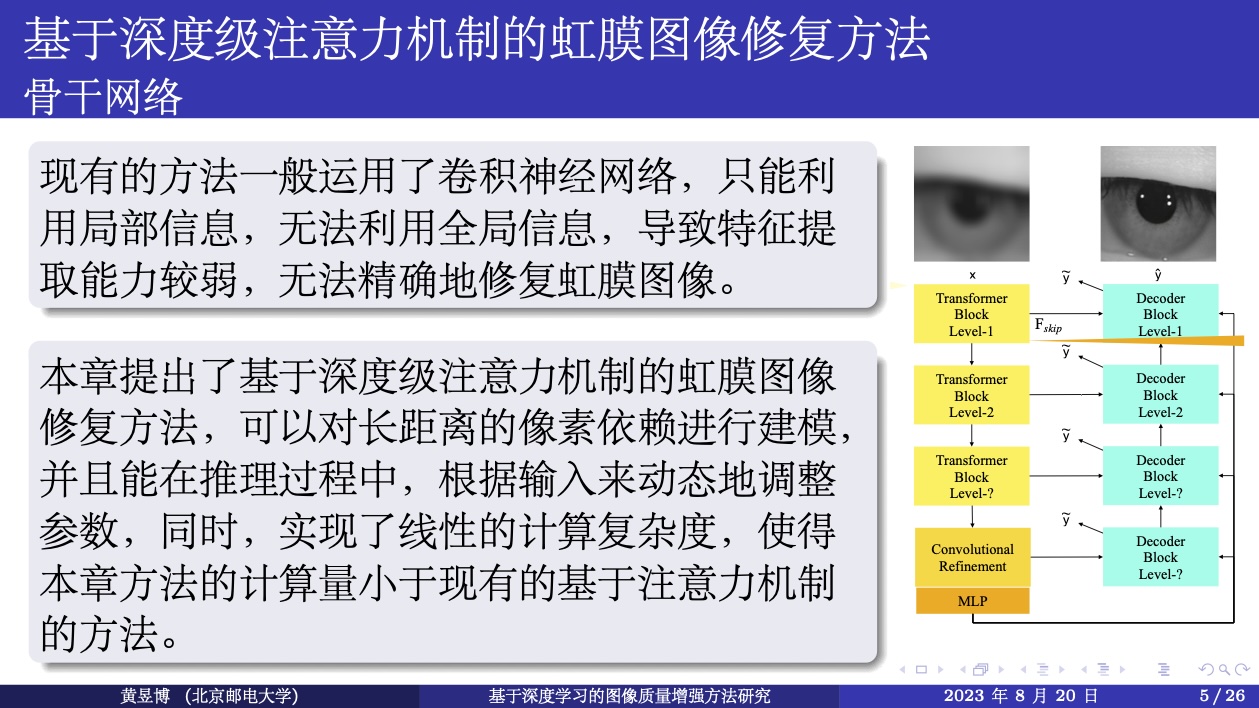 基于深度级注意力机制的虹膜图像修复方法
骨干网络
现有的方法一般运用了卷积神经网络，只能利
用局部信息，无法利用全局信息，导致特征提
取能力较弱，无法精确地修复虹膜图像。
本章提出了基于深度级注意力机制的虹膜图像
修复方法，可以对长距离的像素依赖进行建模，
并且能在推理过程中，根据输入来动态地调整
参数，同时，实现了线性的计算复杂度，使得
本章方法的计算量小于现有的基于注意力机制
的方法。
x
ỹ
ŷ
Transformer
Block
Level-1
F_skip
Decoder
Block
Level-1
ỹ
Transformer
Block
Level-2
Decoder
Block
Level-2
ỹ
Transformer
Block
Level-?
Decoder
Block
Level-?
ỹ
Convolutional
Refinement
Decoder
Block
Level-?
MLP
黄昱博 （北京邮电大学）
基于深度学习的图像质量增强方法研究
2023 年 8 月 20 日
5 / 26